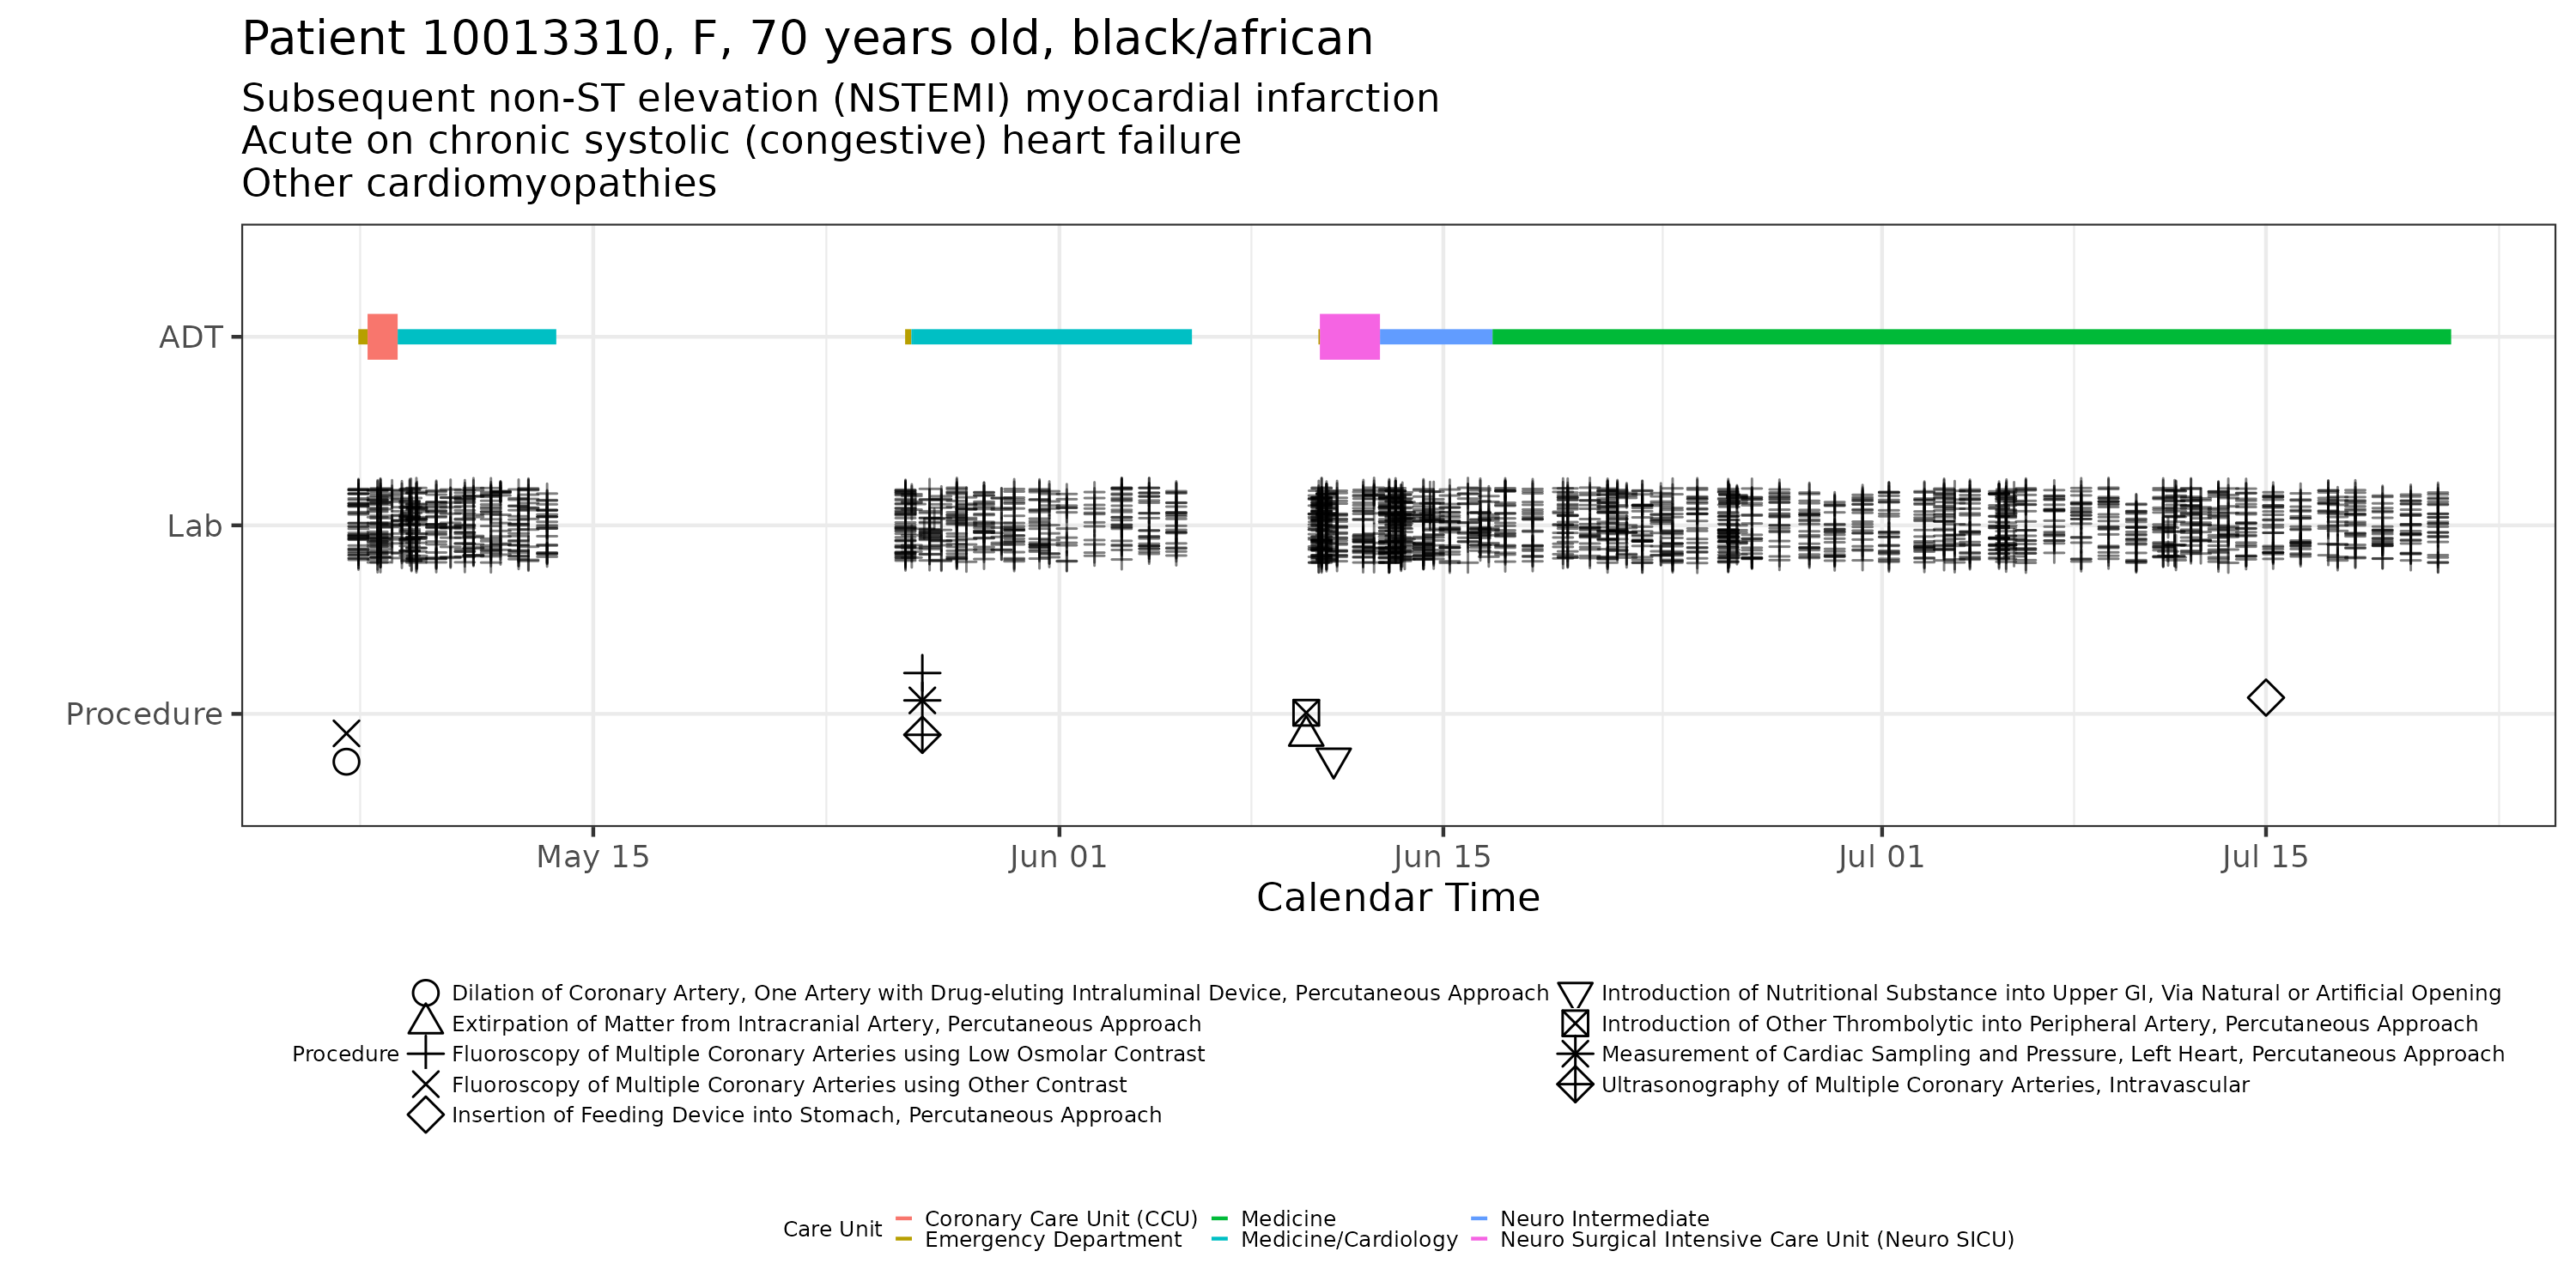 Patient 10013310, F, 70 years old, black/african
Subsequent non-ST elevation (NSTEMI) myocardial infarction
Acute on chronic systolic (congestive) heart failure
Other cardiomyopathies
ADT
Lab
Procedure
May 15
Jun 01
Jun 15
Jul 01
Jul 15
Calendar Time
Procedure
Dilation of Coronary Artery, One Artery with Drug-eluting Intraluminal Device, Percutaneous Approach
Extirpation of Matter from Intracranial Artery, Percutaneous Approach
Fluoroscopy of Multiple Coronary Arteries using Low Osmolar Contrast
Fluoroscopy of Multiple Coronary Arteries using Other Contrast
Insertion of Feeding Device into Stomach, Percutaneous Approach
Introduction of Nutritional Substance into Upper GI, Via Natural or Artificial Opening
Introduction of Other Thrombolytic into Peripheral Artery, Percutaneous Approach
Measurement of Cardiac Sampling and Pressure, Left Heart, Percutaneous Approach
Ultrasonography of Multiple Coronary Arteries, Intravascular
Care Unit
Coronary Care Unit (CCU)
Emergency Department
Medicine
Medicine/Cardiology
Neuro Intermediate
Neuro Surgical Intensive Care Unit (Neuro SICU)